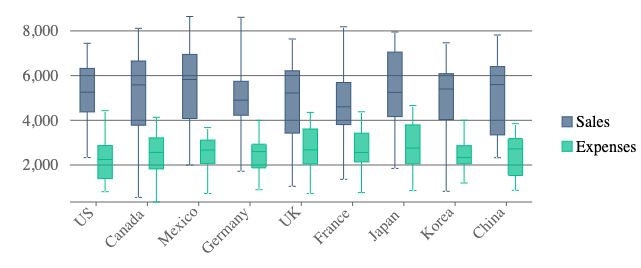 8,000
6,000
4,000
2,000
Sales
Expenses
US
Canada
Mexico
Germany
UK
France
Japan
Korea
China